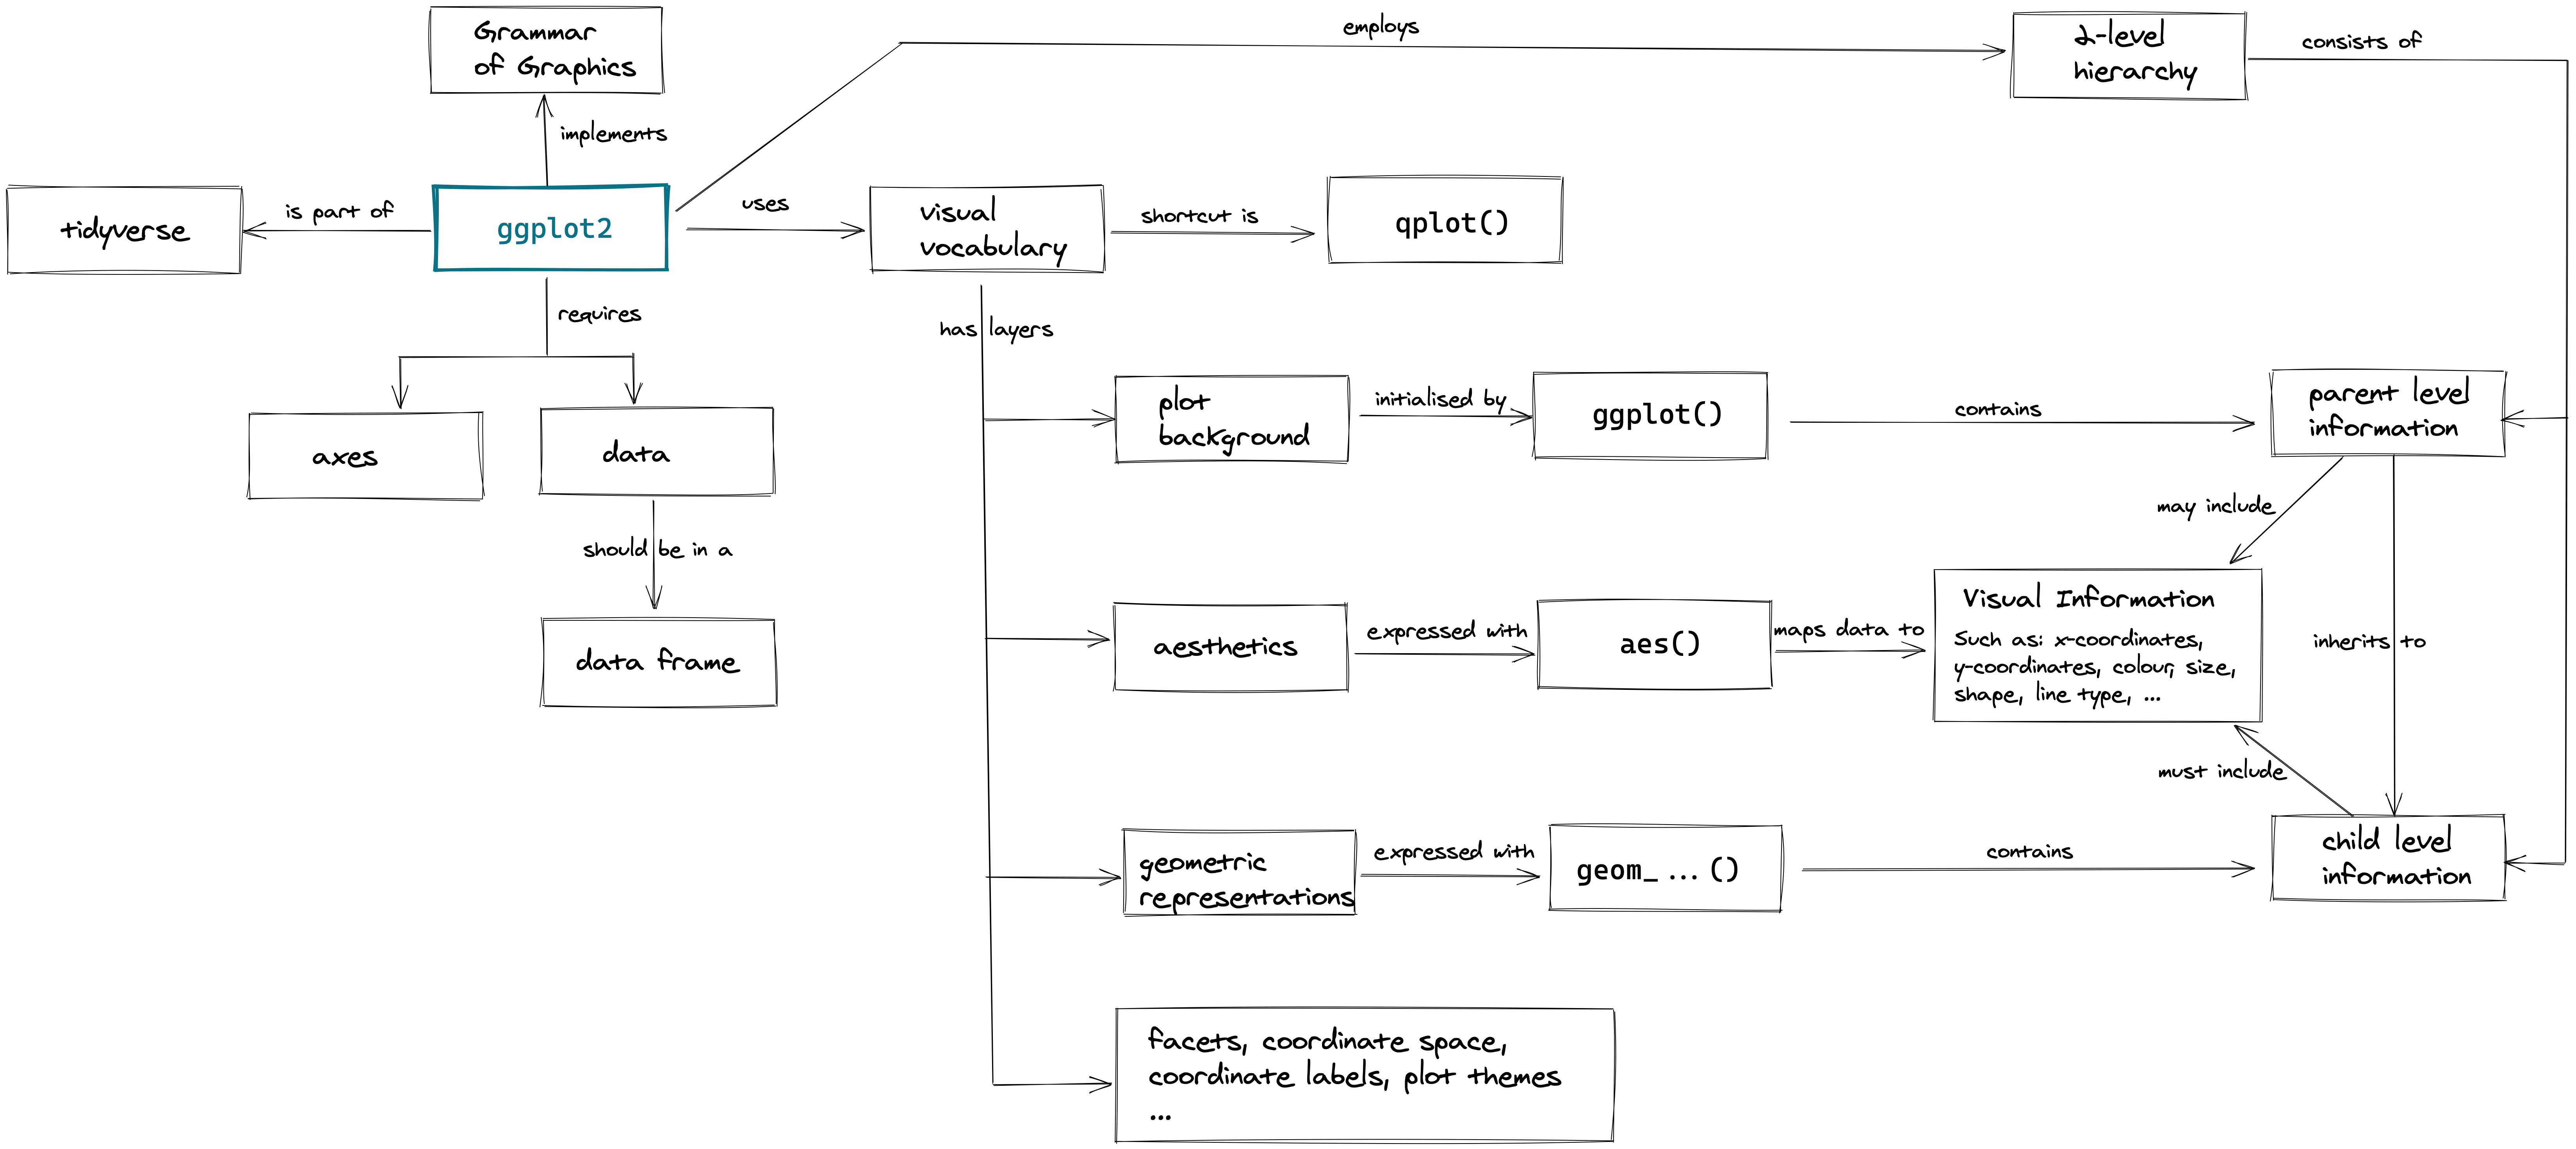 Grammar
of Graphics
employs
2-level
hierarchy
consists of
implements
tidyverse
is part of
ggplot2
uses
visual
vocabulary
shortcut is
qplot()
requires
has layers
axes
data
plot
background
initialised by
ggplot()
contains
parent level
information
should be in a
may include
data frame
aesthetics
expressed with
aes()
maps data to
Visual Information
Such as: x-coordinates,
y-coordinates, colour, size,
shape, line type, ...
inherits to
must include
geometric
representations
expressed with
geom_...()
contains
child level
information
facets, coordinate space,
coordinate labels, plot themes
...